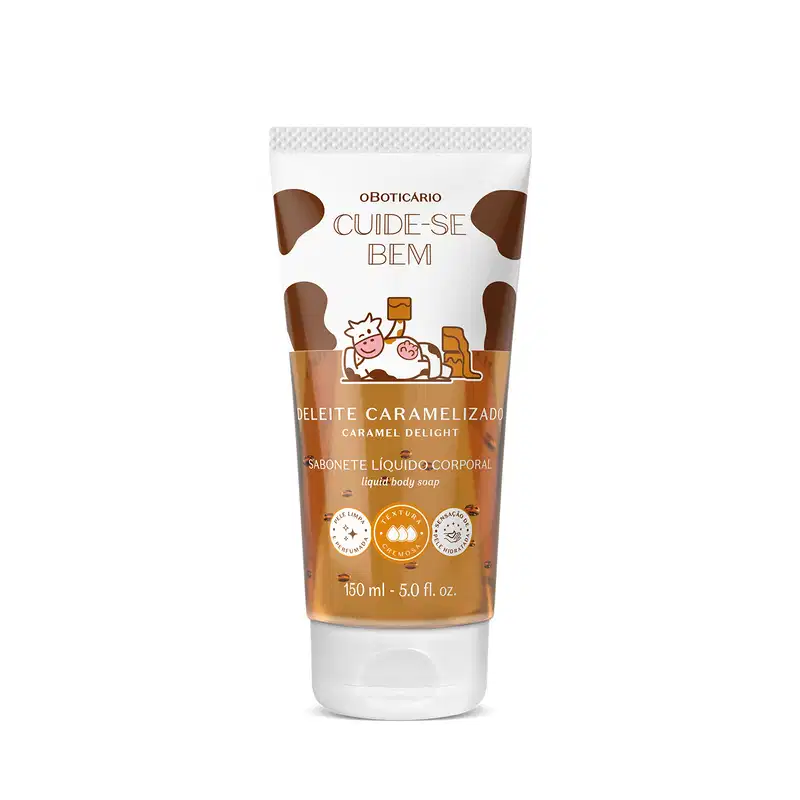 oBOTICÁRIO
CUIDE-SE
BEM
DELEITE CARAMELIZADO
CARAMEL DELIGHT
SABONETE LÍQUIDO CORPORAL
liquid body soap
PELE LIMPA
E PERFUMADA
TEXTURA
CREMOSA
SENSAÇÃO DE
PELE HIDRATADA
150 ml - 5.0 fl. oz.